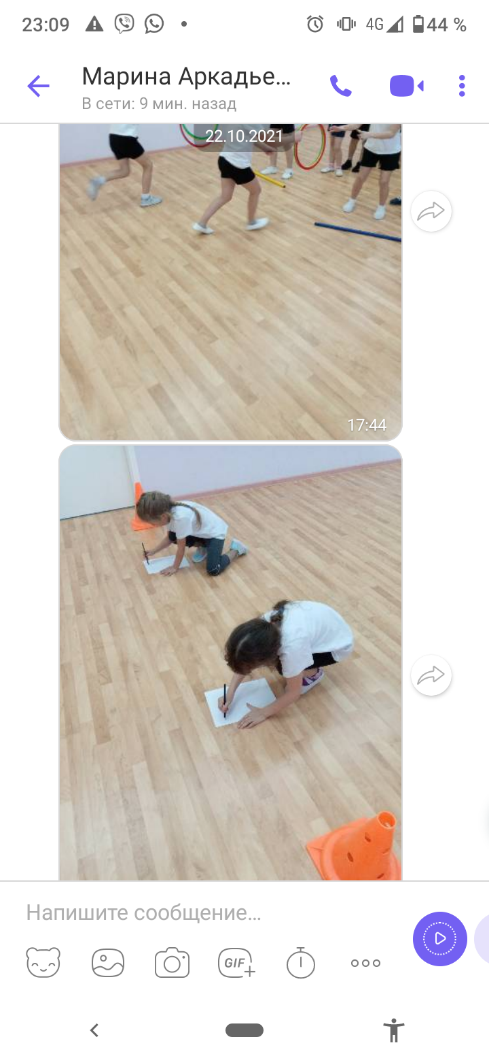 23:09
4G
44 %
Марина Аркадье...
В сети: 9 мин. назад
22.10.2021
17:44
Напишите сообщение...
GIF